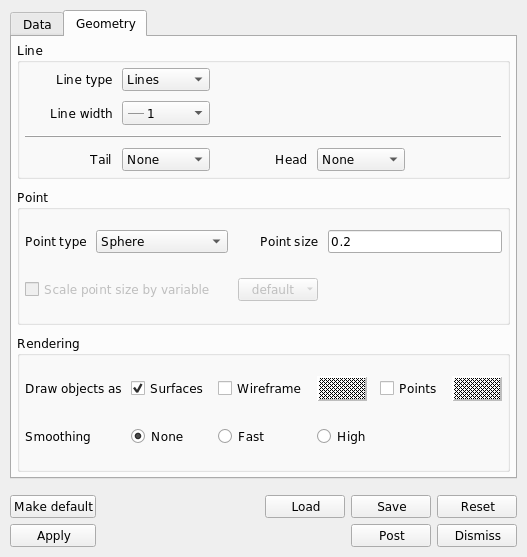 Data Geometry
Line
Line type Lines
Line width 1
Tail None Head None
Point
Point type Sphere Point size 0.2
Scale point size by variable default
Rendering
Draw objects as Surfaces Wireframe Points
Smoothing None Fast High
Make default Load Save Reset
Apply Post Dismiss